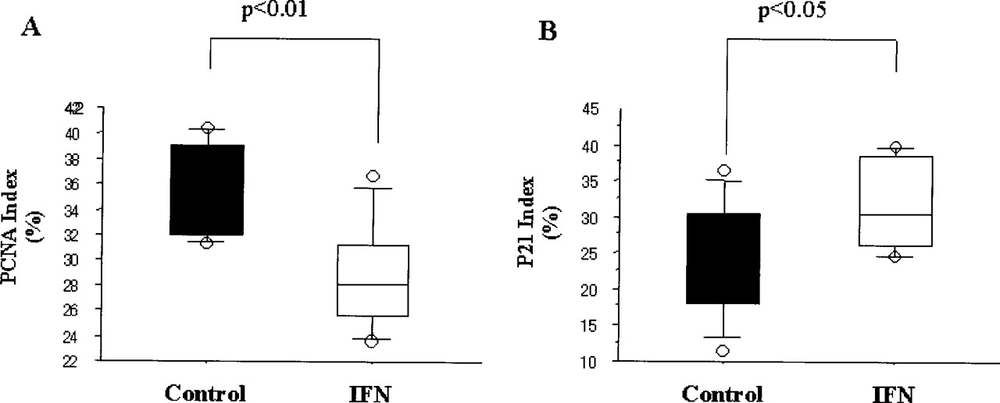 A
p<0.01
PCNA Index
(%)
42
40
38
36
34
32
30
28
26
24
22
Control
IFN
B
p<0.05
P21 Index
(%)
45
40
35
30
25
20
15
10
Control
IFN